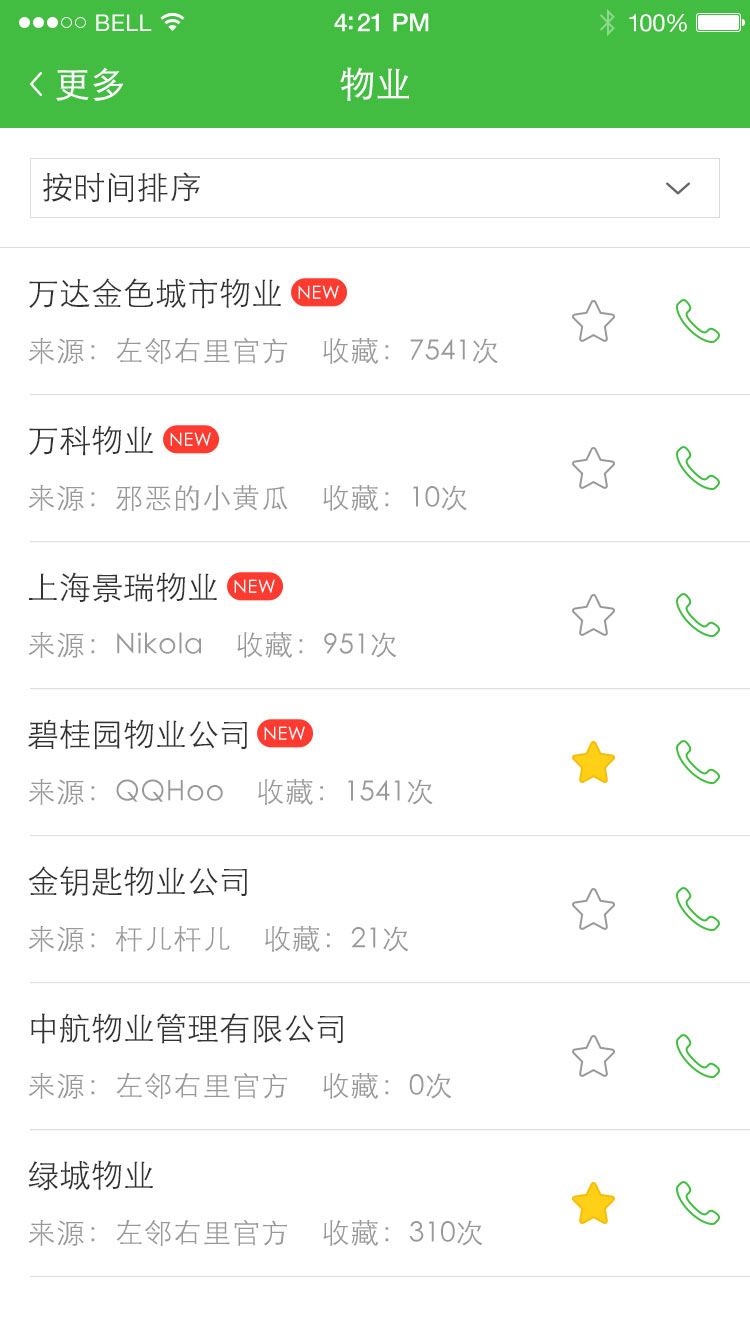 BELL 4:21 PM 100%
更多 物业
按时间排序
万达金色城市物业 NEW
来源：左邻右里官方 收藏：7541次
万科物业 NEW
来源：邪恶的小黄瓜 收藏：10次
上海景瑞物业 NEW
来源：Nikola 收藏：951次
碧桂园物业公司 NEW
来源：QQHoo 收藏：1541次
金钥匙物业公司
来源：杆儿杆儿 收藏：21次
中航物业管理有限公司
来源：左邻右里官方 收藏：0次
绿城物业
来源：左邻右里官方 收藏：310次